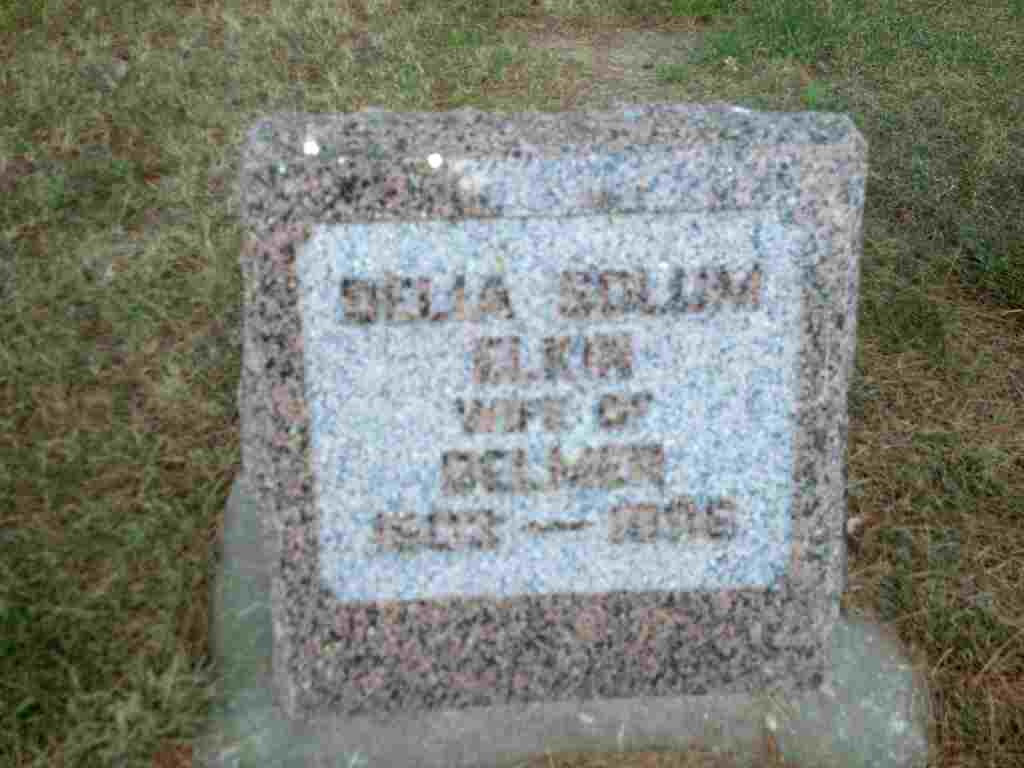 DELIA SOLUM
ELKIN
WIFE OF
DELMER